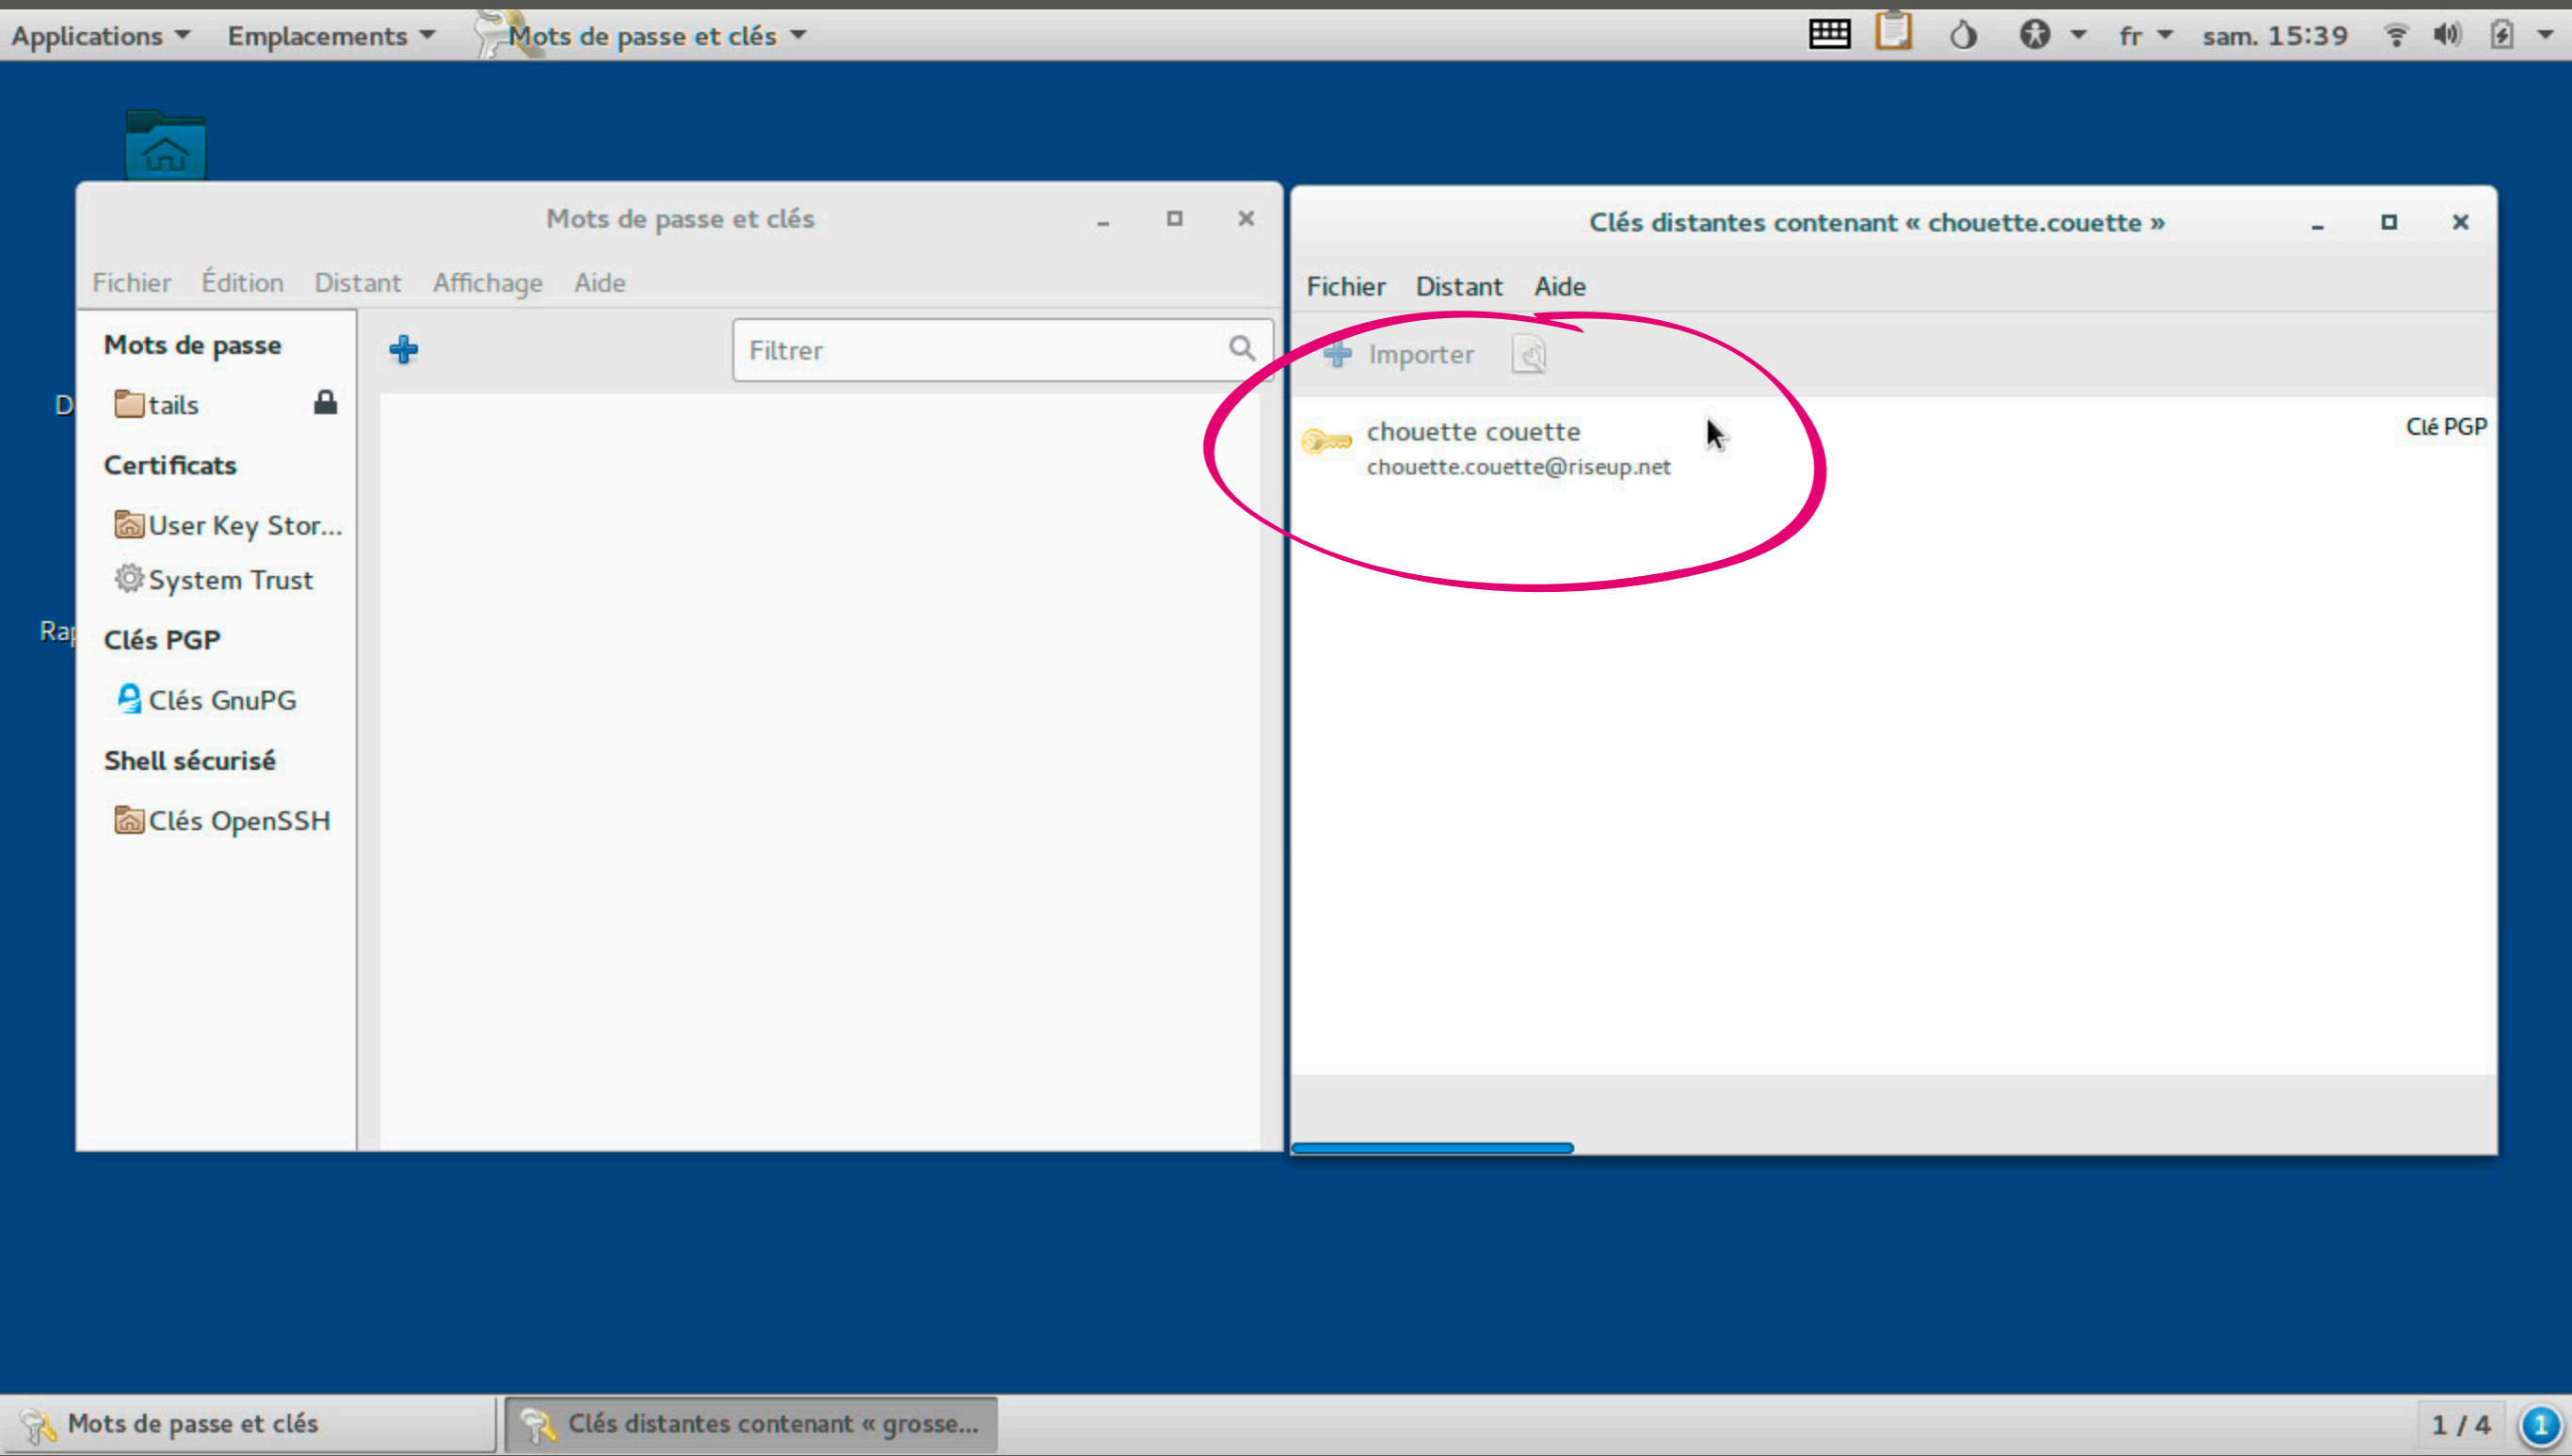 Applications Emplacements Mots de passe et clés fr sam. 15:39
Mots de passe et clés
Fichier Édition Distant Affichage Aide
Mots de passe
tails
Certificats
User Key Stor...
System Trust
Clés PGP
Clés GnuPG
Shell sécurisé
Clés OpenSSH
Filtrer
D
Rap
Clés distantes contenant « chouette.couette »
Fichier Distant Aide
Importer
chouette couette
chouette.couette@riseup.net
Clé PGP
Mots de passe et clés
Clés distantes contenant « grosse...
1 / 4
1